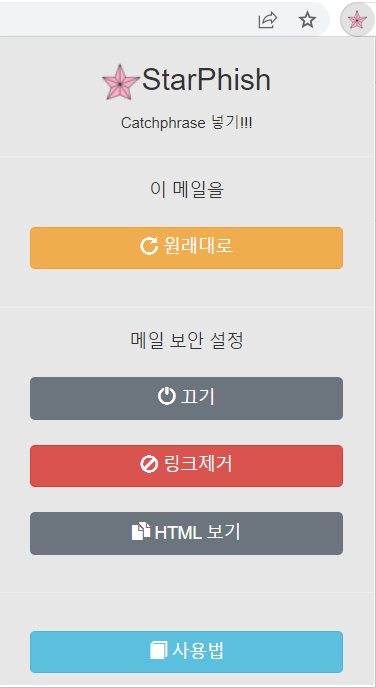 StarPhish
Catchphrase 넣기!!!
이 메일을
원래대로
메일 보안 설정
끄기
링크제거
HTML 보기
사용법